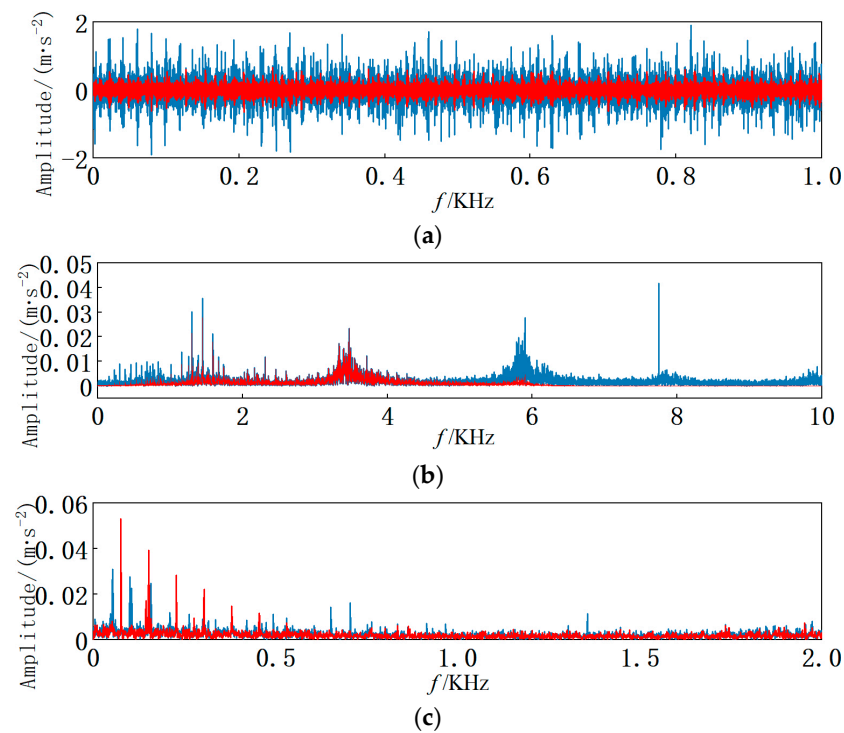 Amplitude/(m·s⁻²)
2
0
−2
0 0.2 0.4 0.6 0.8 1.0
f/KHz
(a)
Amplitude/(m·s⁻²)
0.05
0.04
0.03
0.02
0.01
0
0 2 4 6 8 10
f/KHz
(b)
Amplitude/(m·s⁻²)
0.06
0.04
0.02
0
0 0.5 1.0 1.5 2.0
f/KHz
(c)